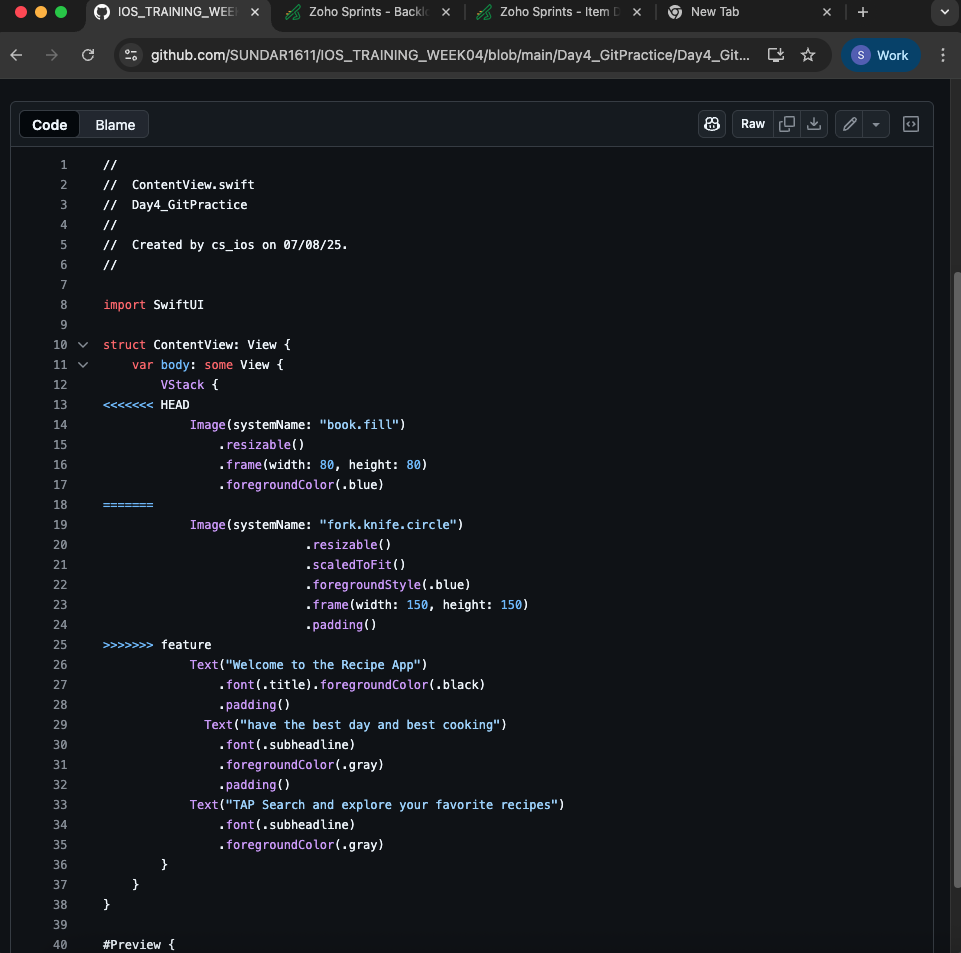 IOS_TRAINING_WEE
Zoho Sprints - Backl
Zoho Sprints - Item D
New Tab
github.com/SUNDAR1611/IOS_TRAINING_WEEK04/blob/main/Day4_GitPractice/Day4_Git...
S Work
Code Blame
Raw
1 //
2 //  ContentView.swift
3 //  Day4_GitPractice
4 //
5 //  Created by cs_ios on 07/08/25.
6 //
7
8 import SwiftUI
9
10 struct ContentView: View {
11     var body: some View {
12         VStack {
13 <<<<<<< HEAD
14             Image(systemName: "book.fill")
15                 .resizable()
16                 .frame(width: 80, height: 80)
17                 .foregroundColor(.blue)
18 =======
19             Image(systemName: "fork.knife.circle")
20                             .resizable()
21                             .scaledToFit()
22                             .foregroundStyle(.blue)
23                             .frame(width: 150, height: 150)
24                             .padding()
25 >>>>>>> feature
26             Text("Welcome to the Recipe App")
27                 .font(.title).foregroundColor(.black)
28                 .padding()
29               Text("have the best day and best cooking")
30                 .font(.subheadline)
31                 .foregroundColor(.gray)
32                 .padding()
33             Text("TAP Search and explore your favorite recipes")
34                 .font(.subheadline)
35                 .foregroundColor(.gray)
36         }
37     }
38 }
39
40 #Preview {